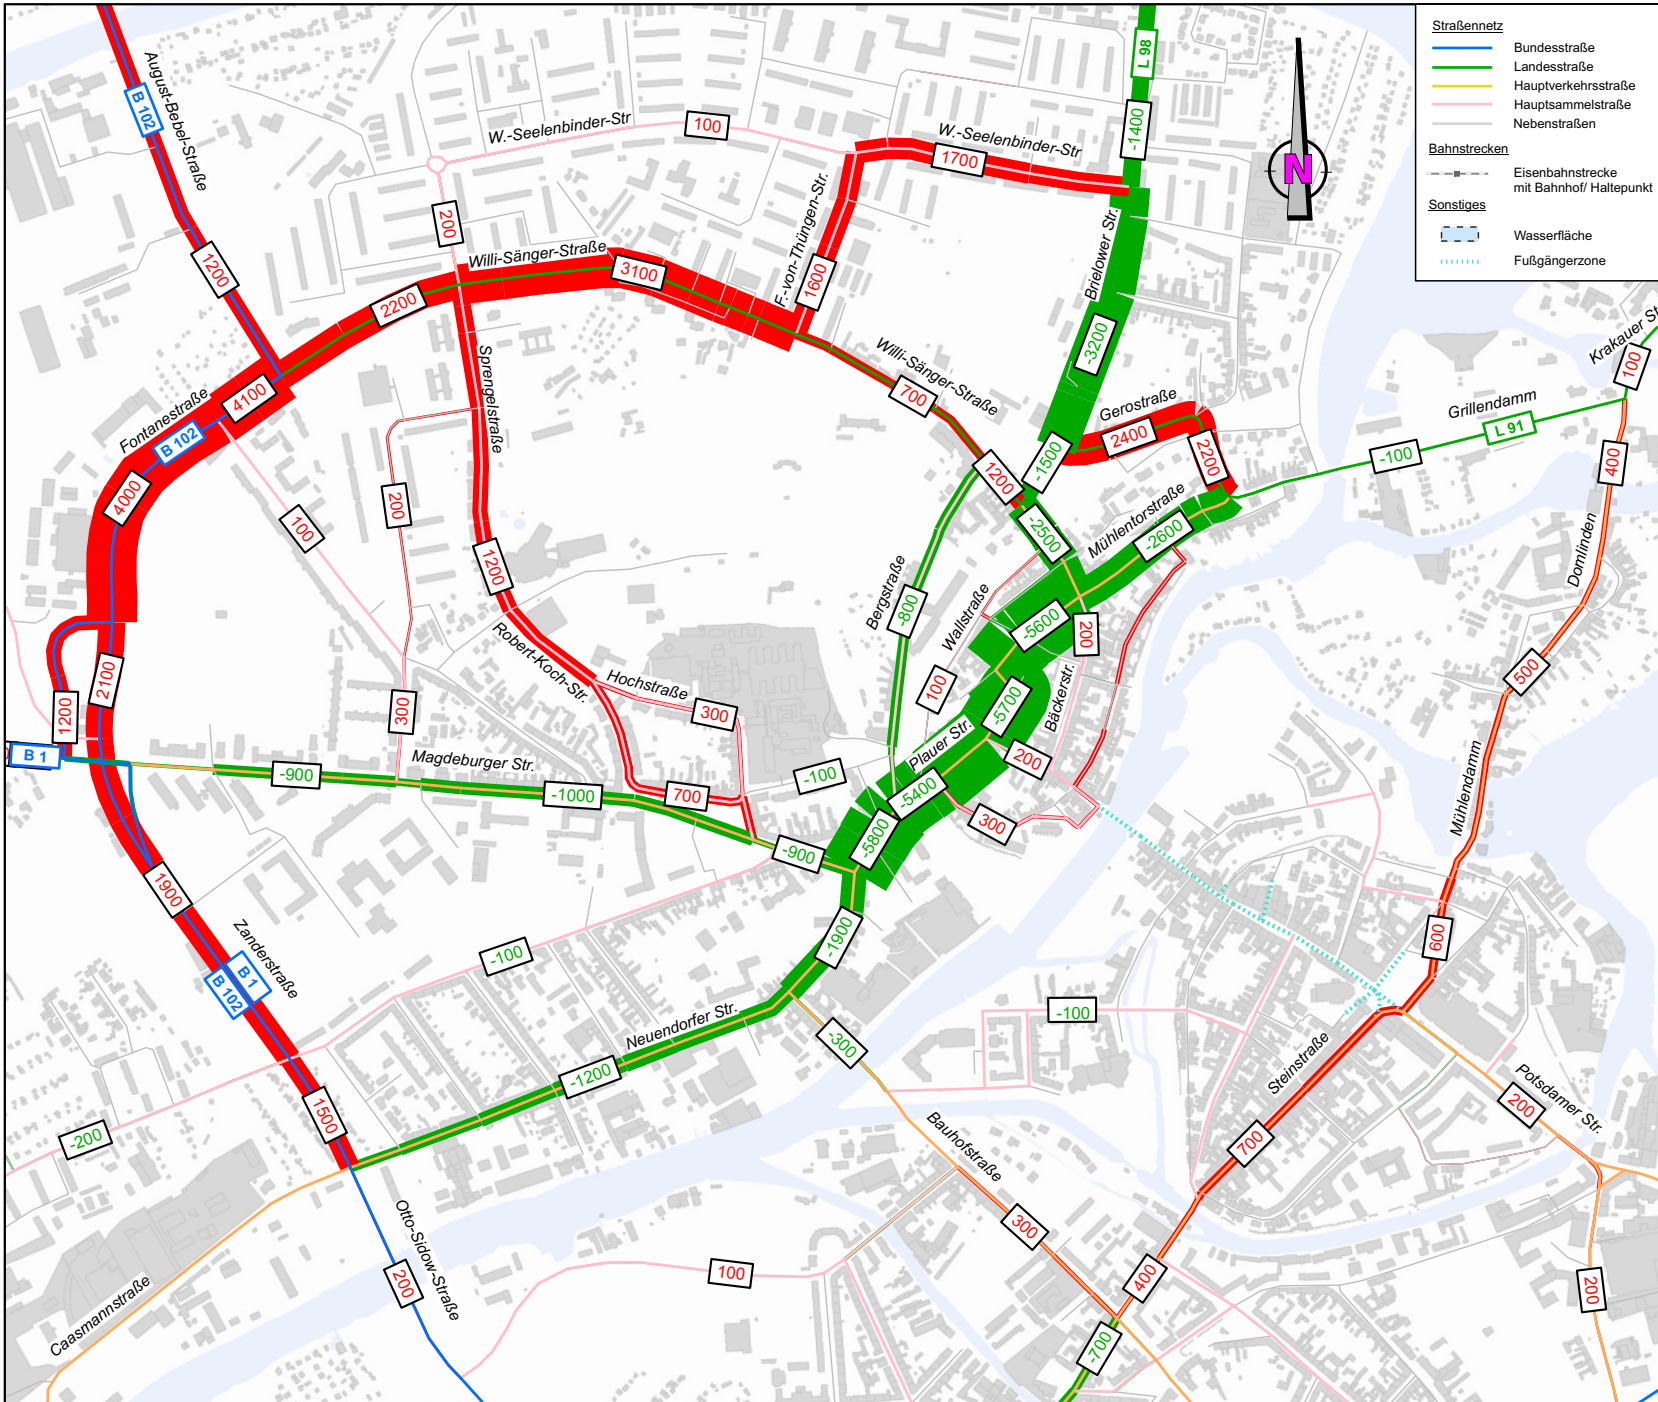 Straßennetz
Bundesstraße
Landesstraße
Hauptverkehrsstraße
Hauptsammelstraße
Nebenstraßen
Bahnstrecken
Eisenbahnstrecke
mit Bahnhof/ Haltepunkt
Sonstiges
Wasserfläche
Fußgängerzone
N
August-Bebel-Straße
B 102
1200
W.-Seelenbinder-Str
100
W.-Seelenbinder-Str
1700
L 98
-1400
200
Willi-Sänger-Straße
3100
2200
F.-von-Thüngen-Str.
1600
Brielower Str.
-3200
Krakauer St
100
Fontanestraße
4100
B 102
4000
Sprengelstraße
Willi-Sänger-Straße
700
Gerostraße
2400
2200
-1500
1200
Grillendamm
L 91
-100
400
200
100
-2500
Mühlentorstraße
-2600
Domlinden
1200
Bergstraße
-800
Wallstraße
-5600
200
Robert-Koch-Str.
Hochstraße
300
100
-5700
Bäckerstr.
500
2100
1200
300
B 1
Magdeburger Str.
-900
-1000
700
-100
Plauer Str.
-5400
200
300
-5800
-900
Mühlendamm
1900
Zanderstraße
B 1
B 102
-100
-1900
600
Neuendorfer Str.
-1200
-300
-100
Steinstraße
Potsdamer Str.
200
1500
-200
Bauhofstraße
700
Otto-Sidow-Straße
200
100
300
400
200
Caasmannstraße
-700